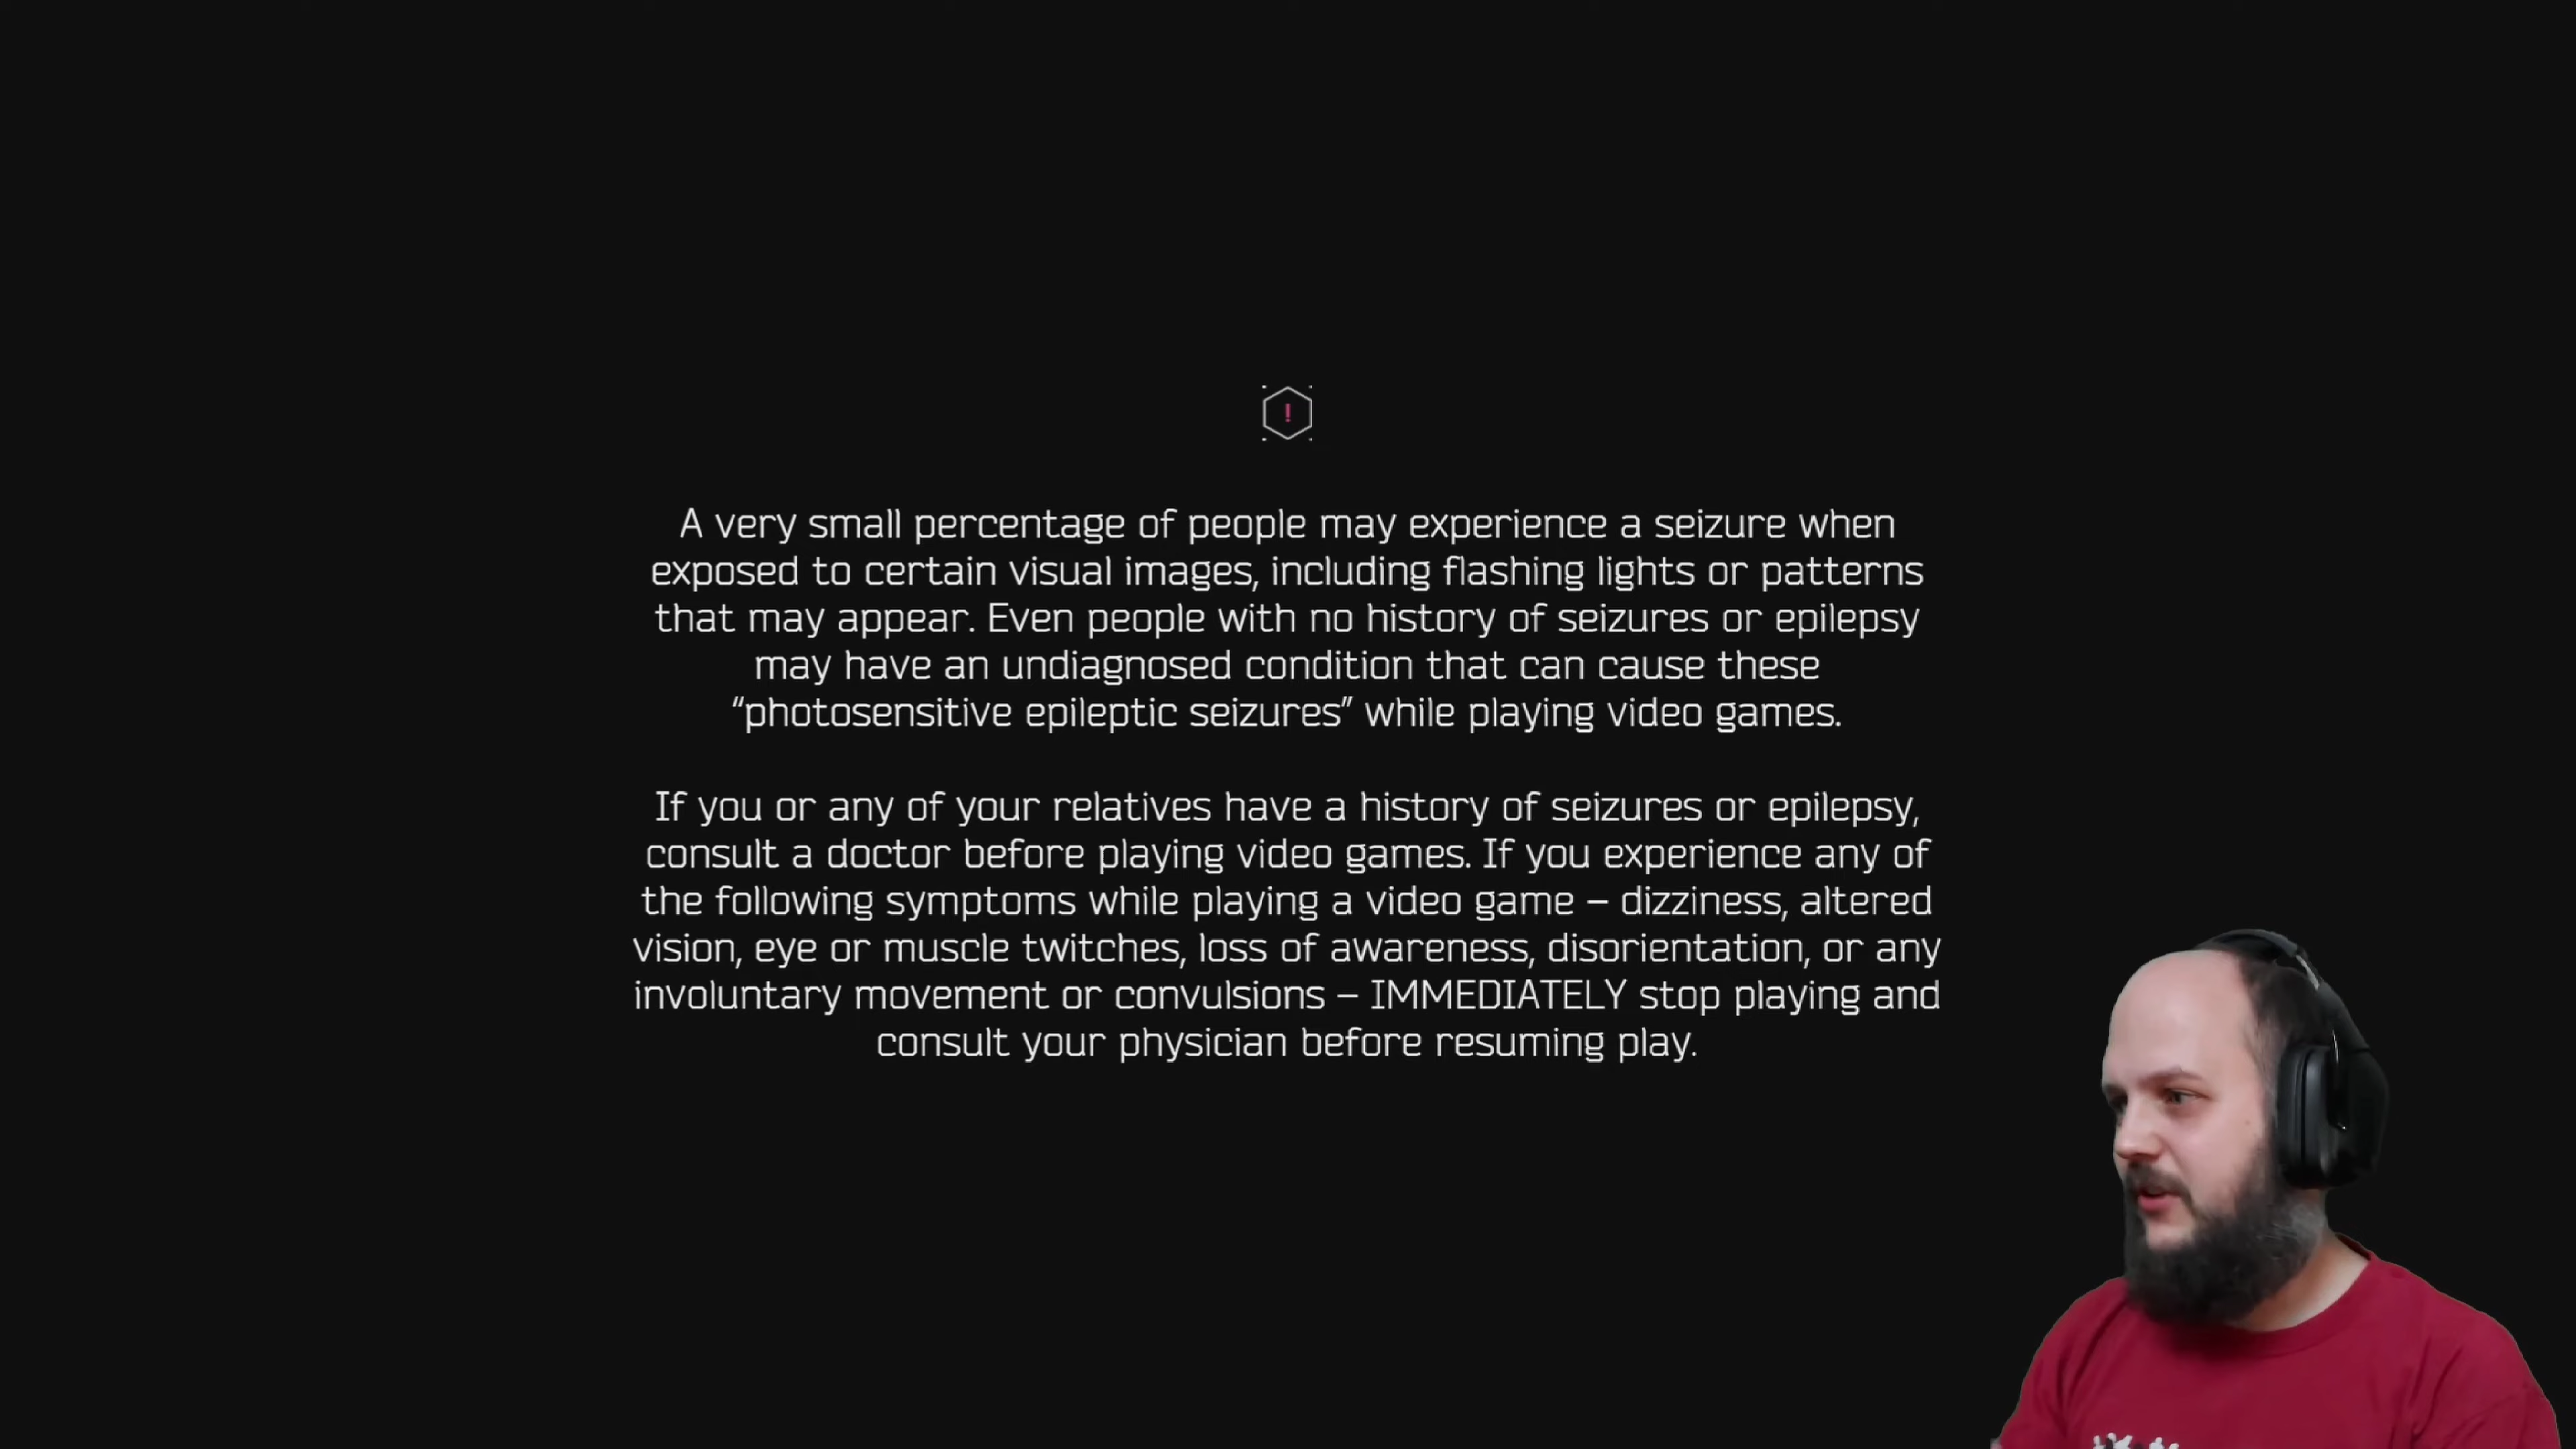 !
A very small percentage of people may experience a seizure when
exposed to certain visual images, including flashing lights or patterns
that may appear. Even people with no history of seizures or epilepsy
may have an undiagnosed condition that can cause these
“photosensitive epileptic seizures” while playing video games.
If you or any of your relatives have a history of seizures or epilepsy,
consult a doctor before playing video games. If you experience any of
the following symptoms while playing a video game – dizziness, altered
vision, eye or muscle twitches, loss of awareness, disorientation, or any
involuntary movement or convulsions – IMMEDIATELY stop playing and
consult your physician before resuming play.